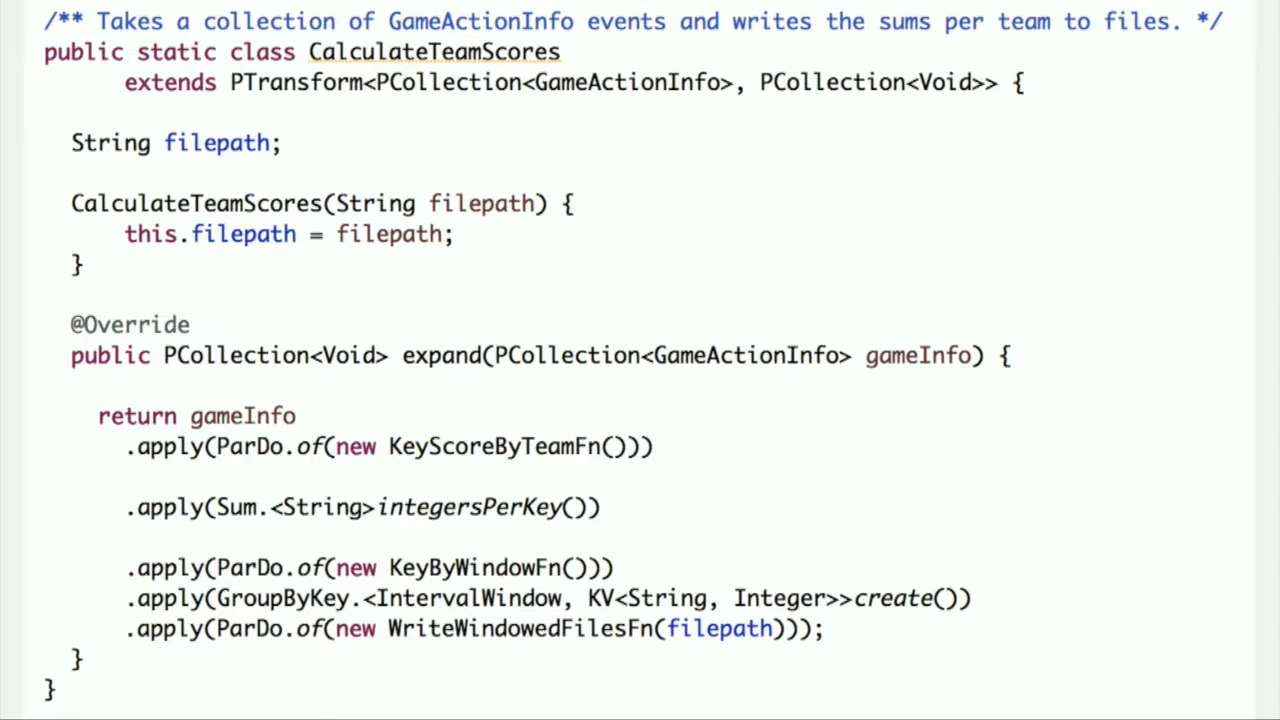 /** Takes a collection of GameActionInfo events and writes the sums per team to files. */
public static class CalculateTeamScores
extends PTransform<PCollection<GameActionInfo>, PCollection<Void>> {
String filepath;
CalculateTeamScores(String filepath) {
this.filepath = filepath;
}
@Override
public PCollection<Void> expand(PCollection<GameActionInfo> gameInfo) {
return gameInfo
.apply(ParDo.of(new KeyScoreByTeamFn()))
.apply(Sum.<String>integersPerKey())
.apply(ParDo.of(new KeyByWindowFn()))
.apply(GroupByKey.<IntervalWindow, KV<String, Integer>>create())
.apply(ParDo.of(new WriteWindowedFilesFn(filepath)));
}
}